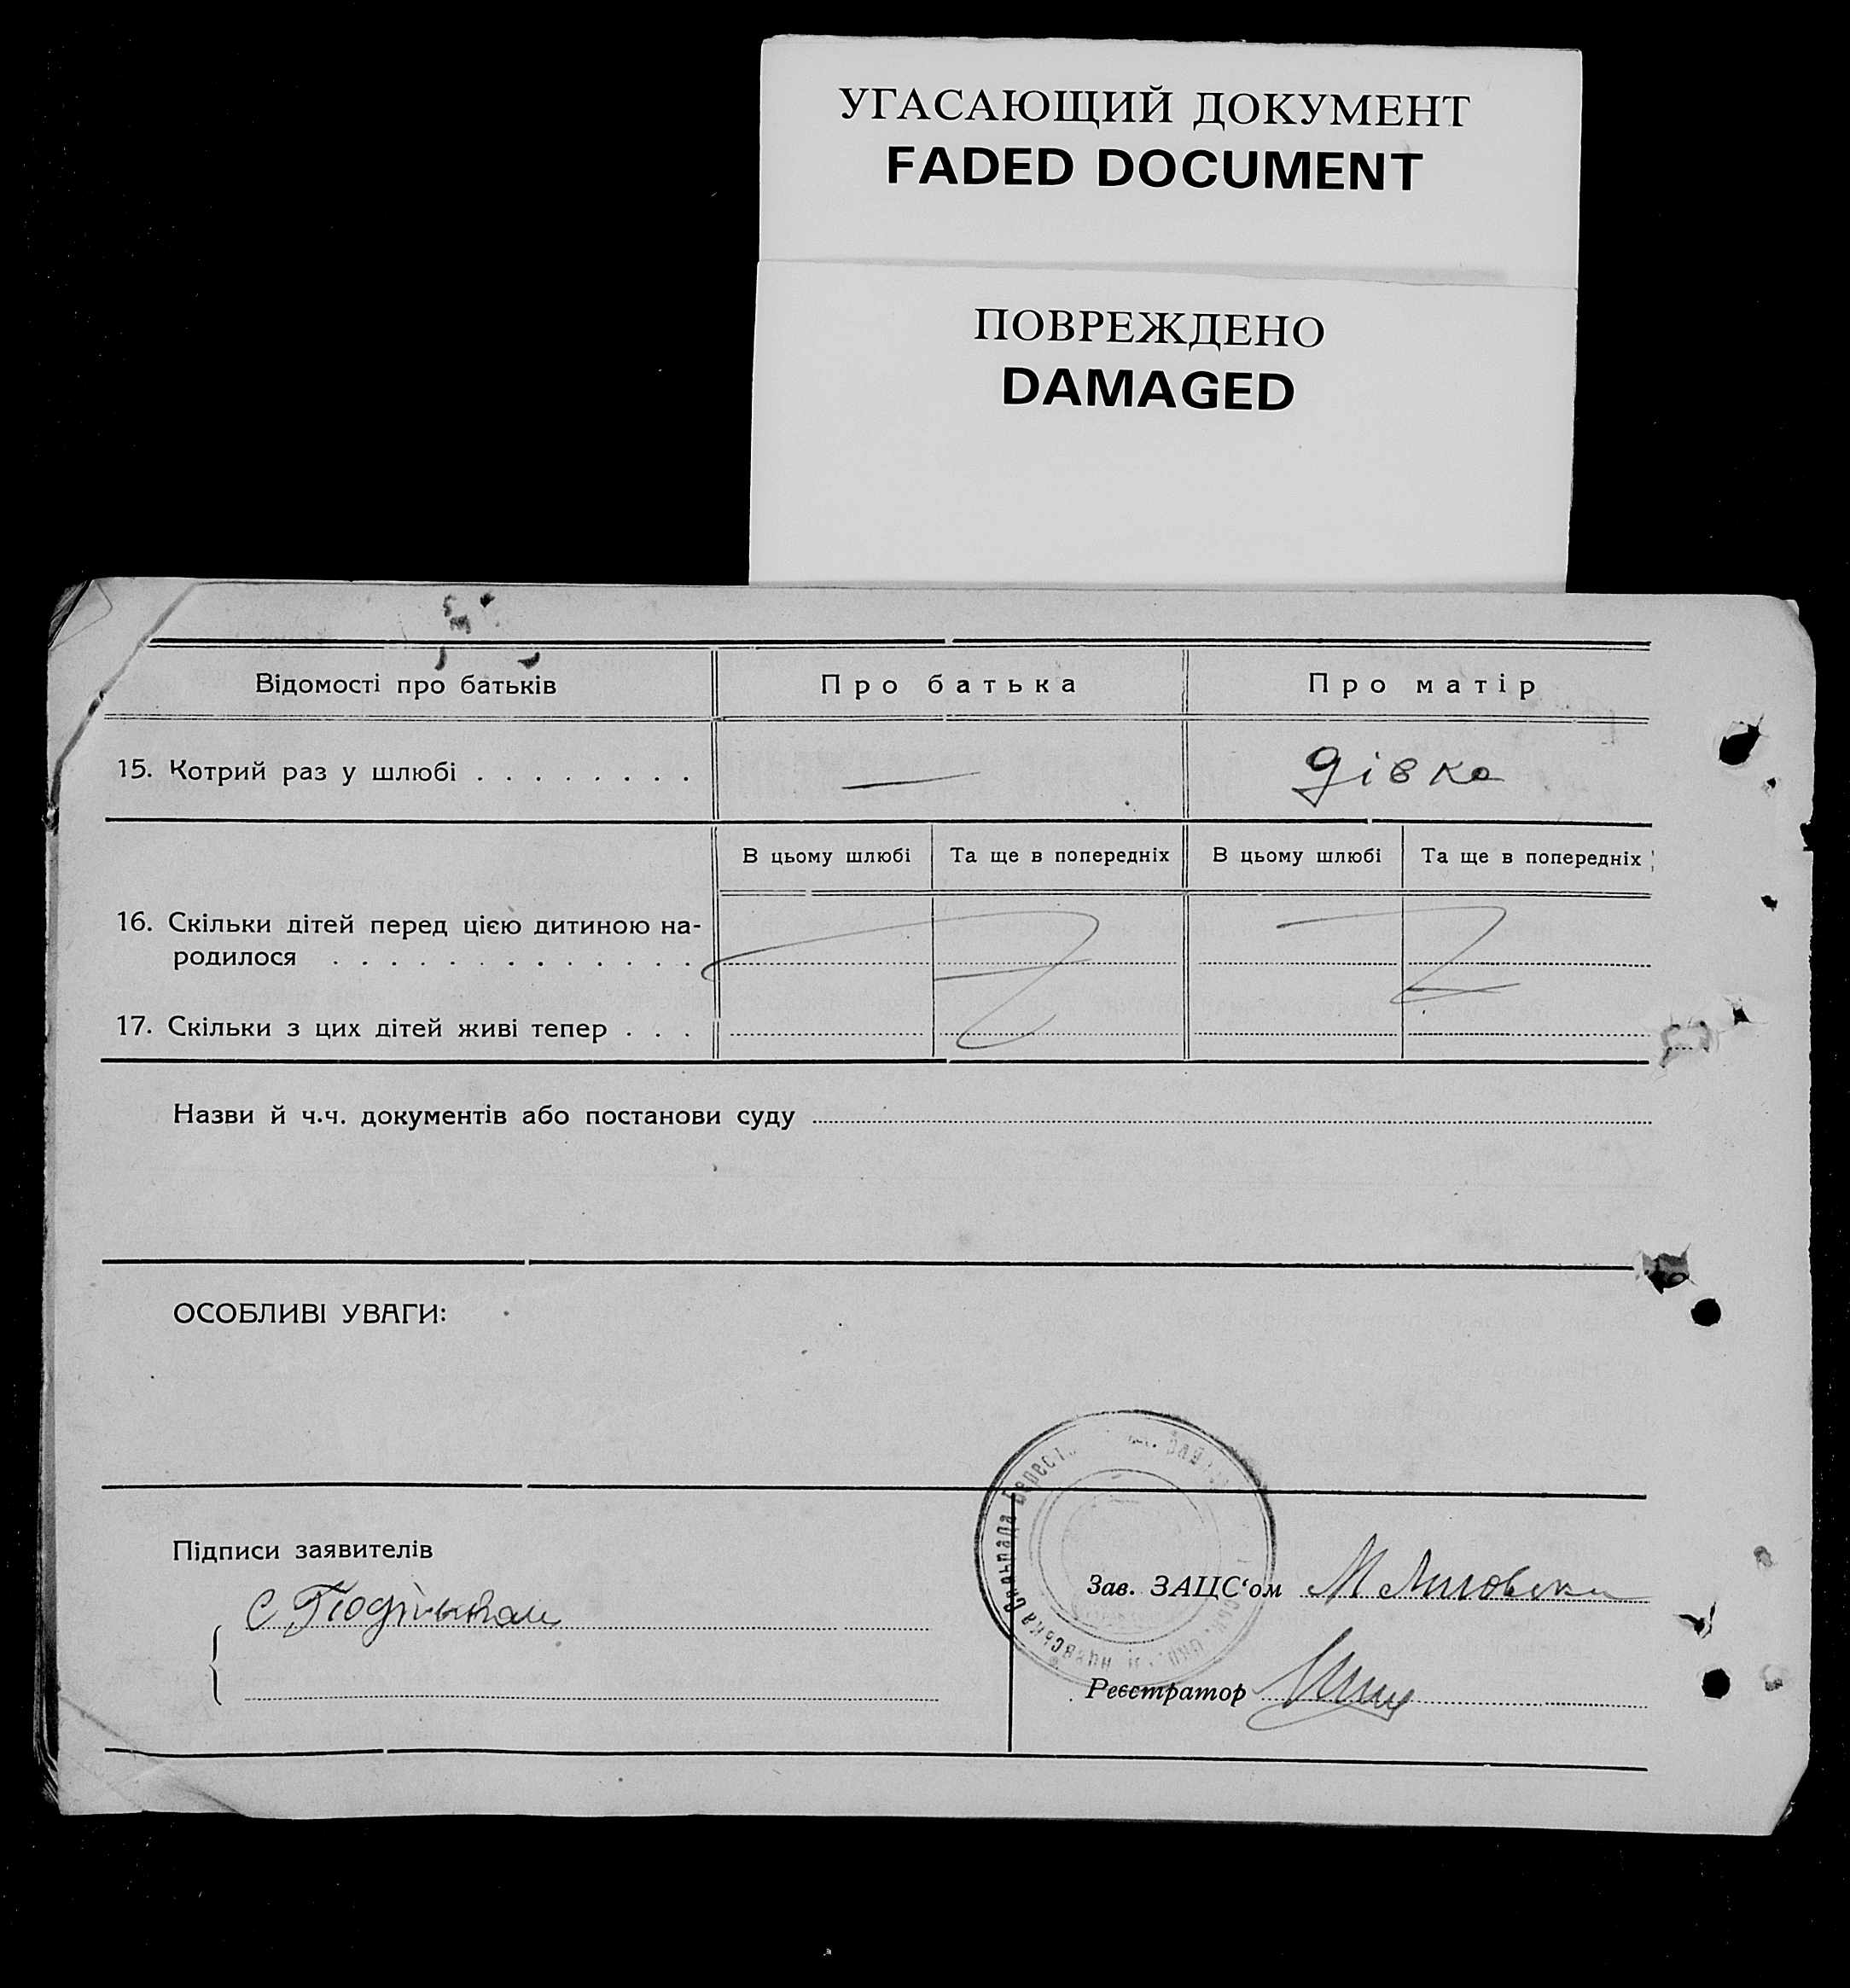 УГАСАЮЩИЙ ДОКУМЕНТ
FADED DOCUMENT
ПОВРЕЖДЕНО
DAMAGED
Відомості про батьків
Про батька
Про матір
15. Котрий раз у шлюбі . . . . . . . .
—
дівка
В цьому шлюбі
Та ще в попередніх
В цьому шлюбі
Та ще в попередніх
16. Скільки дітей перед цією дитиною на-
родилося . . . . . . . . . . . . .
17. Скільки з цих дітей живі тепер . . .
Назви й ч.ч. документів або постанови суду
ОСОБЛИВІ УВАГИ:
Підписи заявителів
С
Зав. ЗАЦС‘ом М
Реєстратор